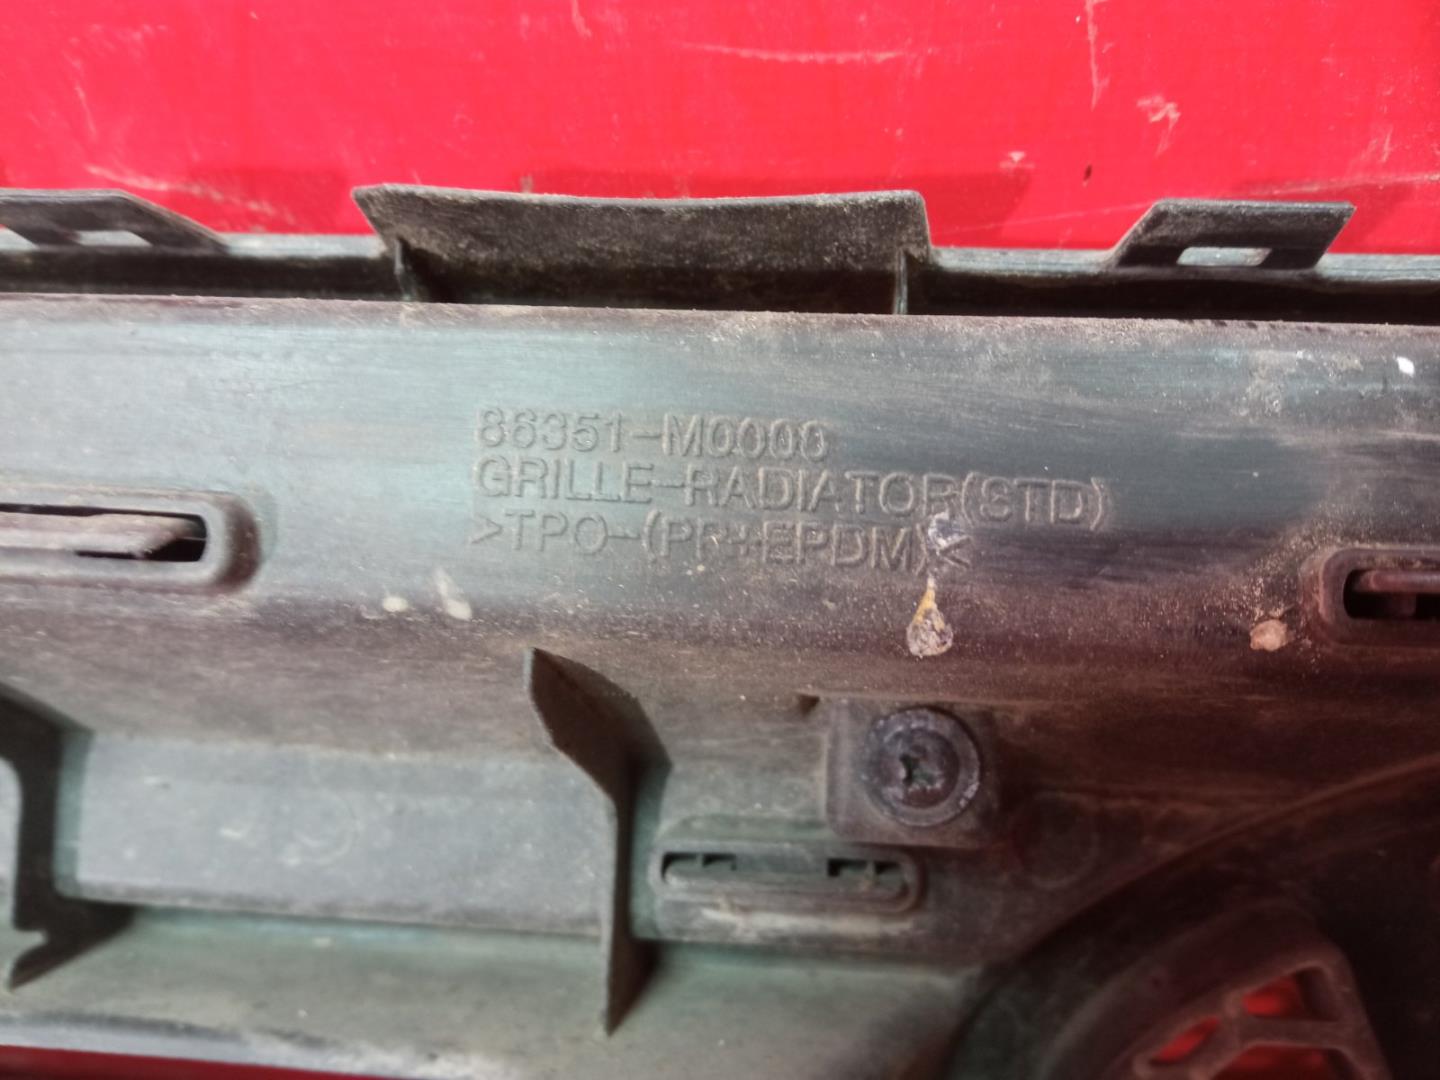 86351-M0000
GRILLE-RADIATOR(STD)
>TPO-(PP+EPDM)<